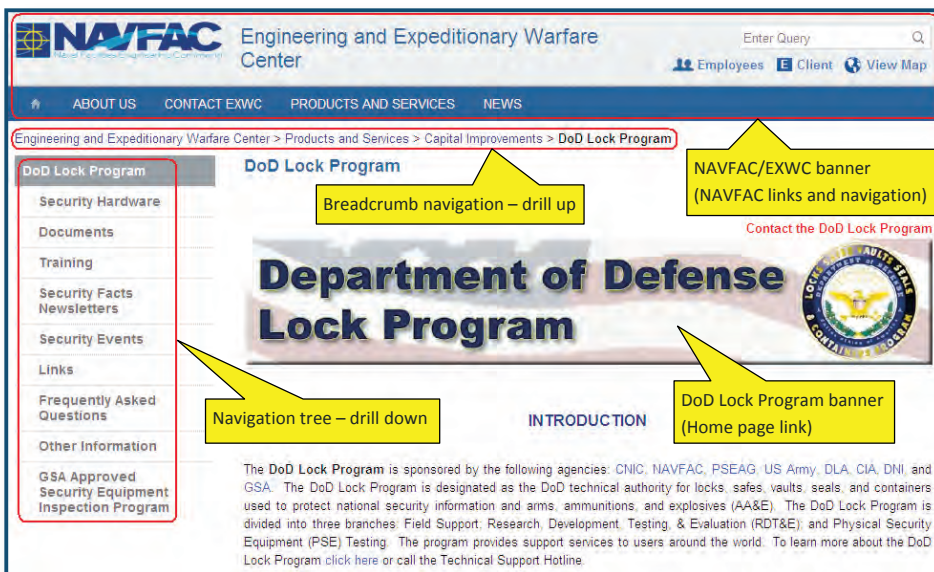 NAVFAC
Naval Facilities Engineering Command
Engineering and Expeditionary Warfare
Center
Enter Query
Employees E Client View Map
ABOUT US CONTACT EXWC PRODUCTS AND SERVICES NEWS
Engineering and Expeditionary Warfare Center > Products and Services > Capital Improvements > DoD Lock Program
DoD Lock Program
Security Hardware
Documents
Training
Security Facts
Newsletters
Security Events
Links
Frequently Asked
Questions
Other Information
GSA Approved
Security Equipment
Inspection Program
DoD Lock Program
Breadcrumb navigation – drill up
NAVFAC/EXWC banner
(NAVFAC links and navigation)
Contact the DoD Lock Program
Department of Defense
Lock Program
LOCKS SAFES VAULTS SEALS
& CONTAINERS PROGRAM
Navigation tree – drill down
DoD Lock Program banner
(Home page link)
INTRODUCTION
The DoD Lock Program is sponsored by the following agencies: CNIC, NAVFAC, PSEAG, US Army, DLA, CIA, DNI, and
GSA. The DoD Lock Program is designated as the DoD technical authority for locks, safes, vaults, seals, and containers
used to protect national security information and arms, ammunitions, and explosives (AA&E). The DoD Lock Program is
divided into three branches: Field Support; Research, Development, Testing, & Evaluation (RDT&E); and Physical Security
Equipment (PSE) Testing. The program provides support services to users around the world. To learn more about the DoD
Lock Program click here or call the Technical Support Hotline.